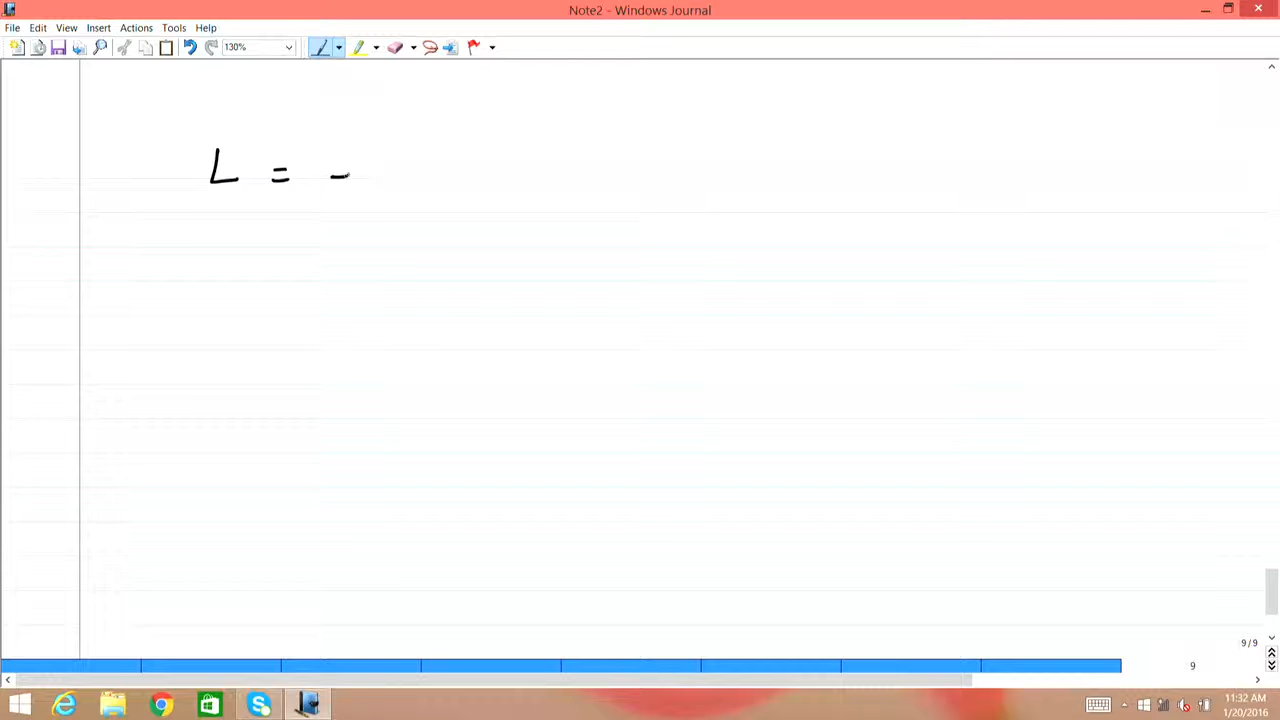 Note2 - Windows Journal
File Edit View Insert Actions Tools Help
130%
L = -
9/9
9
11:32 AM
1/20/2016